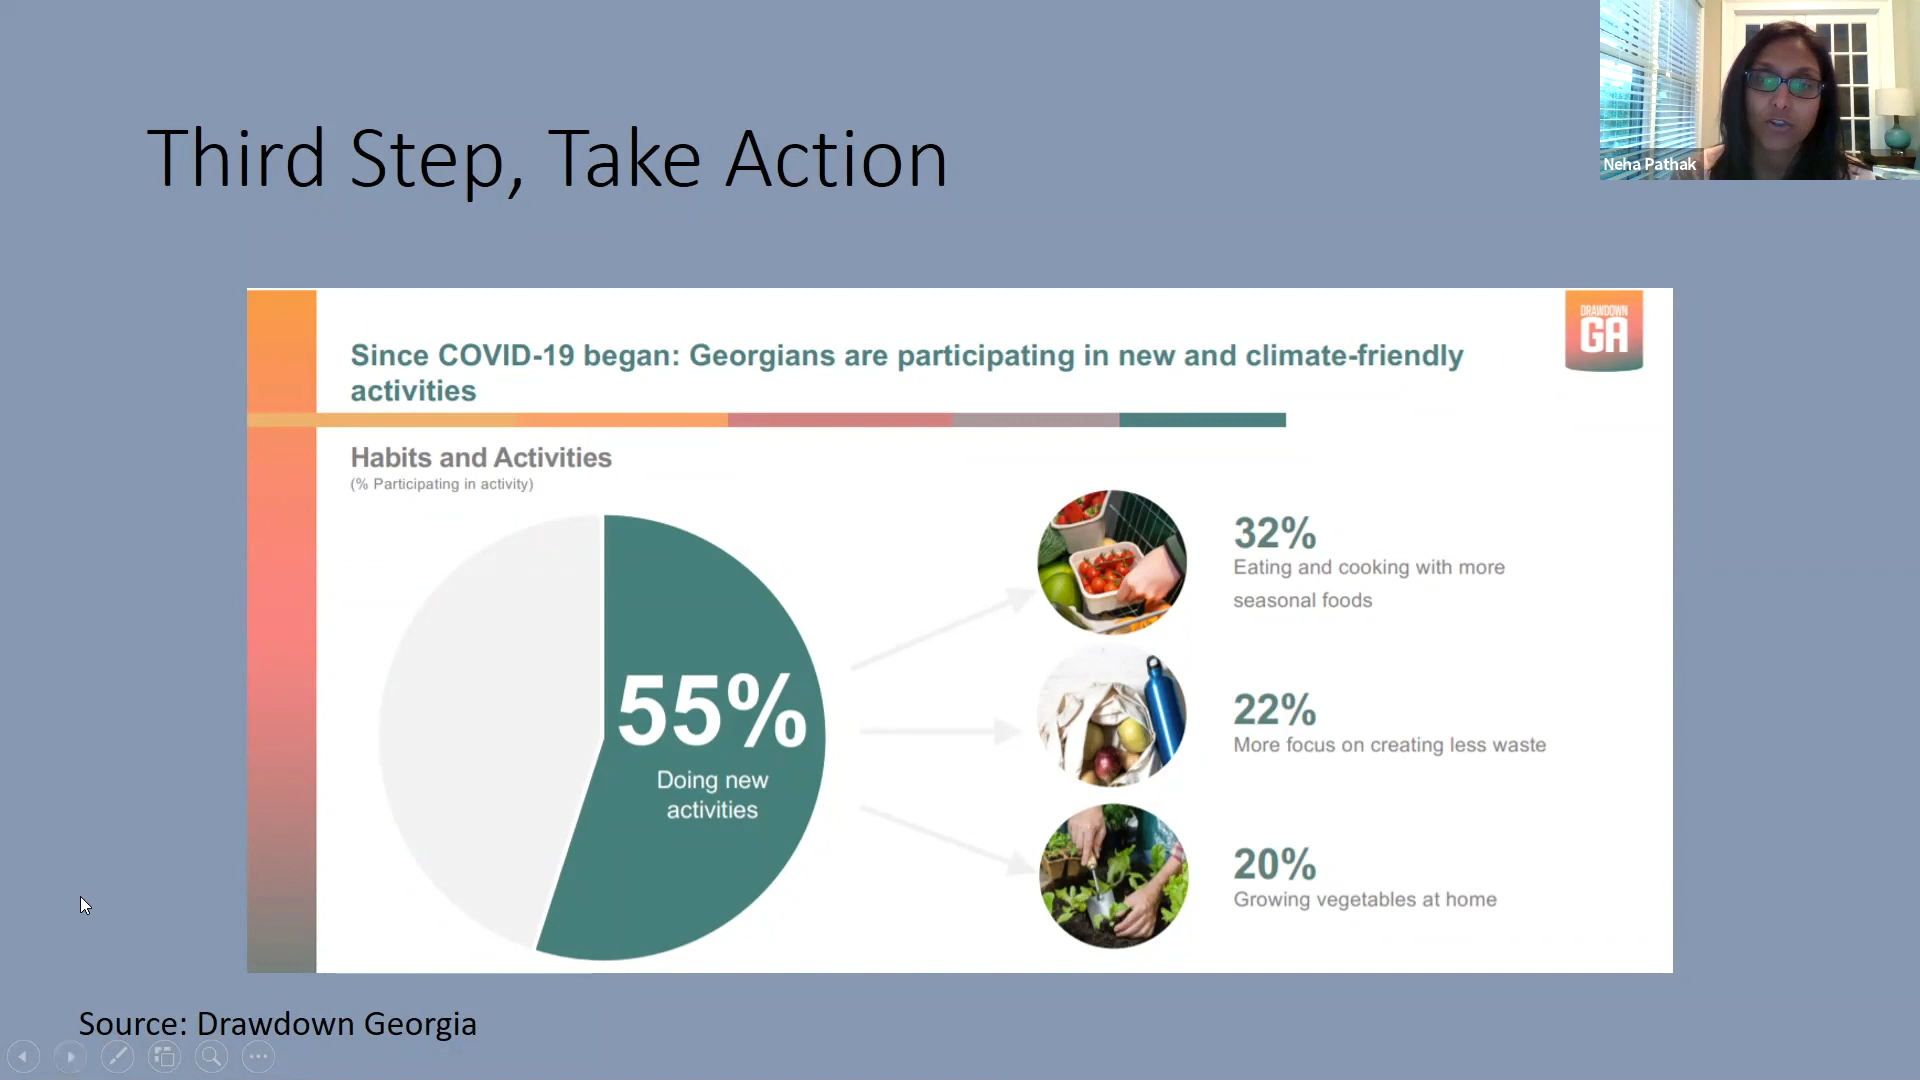 Third Step, Take Action
Neha Pathak
DRAWDOWN
GA
Since COVID-19 began: Georgians are participating in new and climate-friendly
activities
Habits and Activities
(% Participating in activity)
55%
Doing new
activities
32%
Eating and cooking with more
seasonal foods
22%
More focus on creating less waste
20%
Growing vegetables at home
Source: Drawdown Georgia